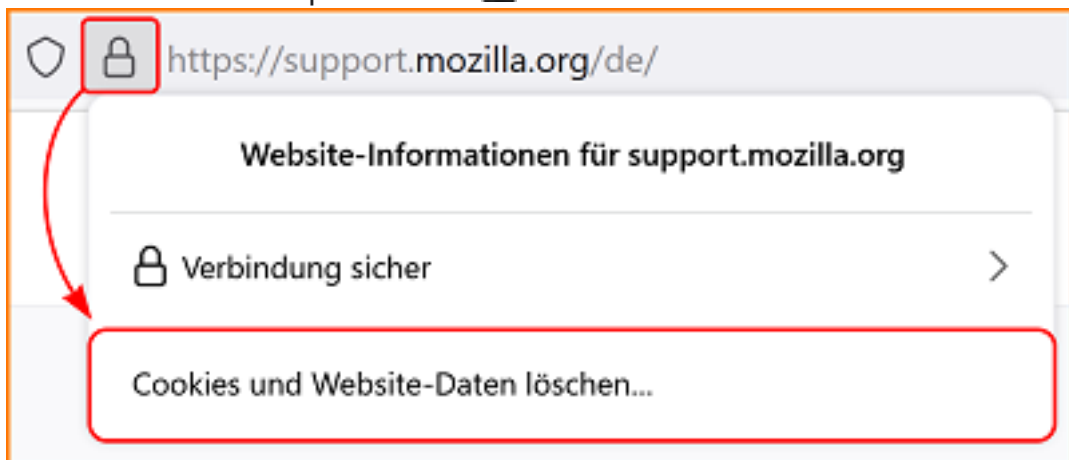 https://support.mozilla.org/de/
Website-Informationen für support.mozilla.org
Verbindung sicher
Cookies und Website-Daten löschen...